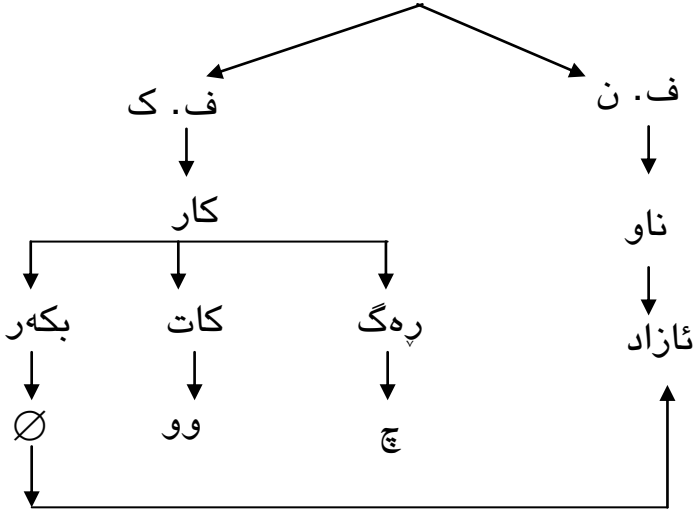 ف. ن
ف. ک
ناو
کار
ئازاد
ڕەگ
کات
بکەر
چ
وو
∅